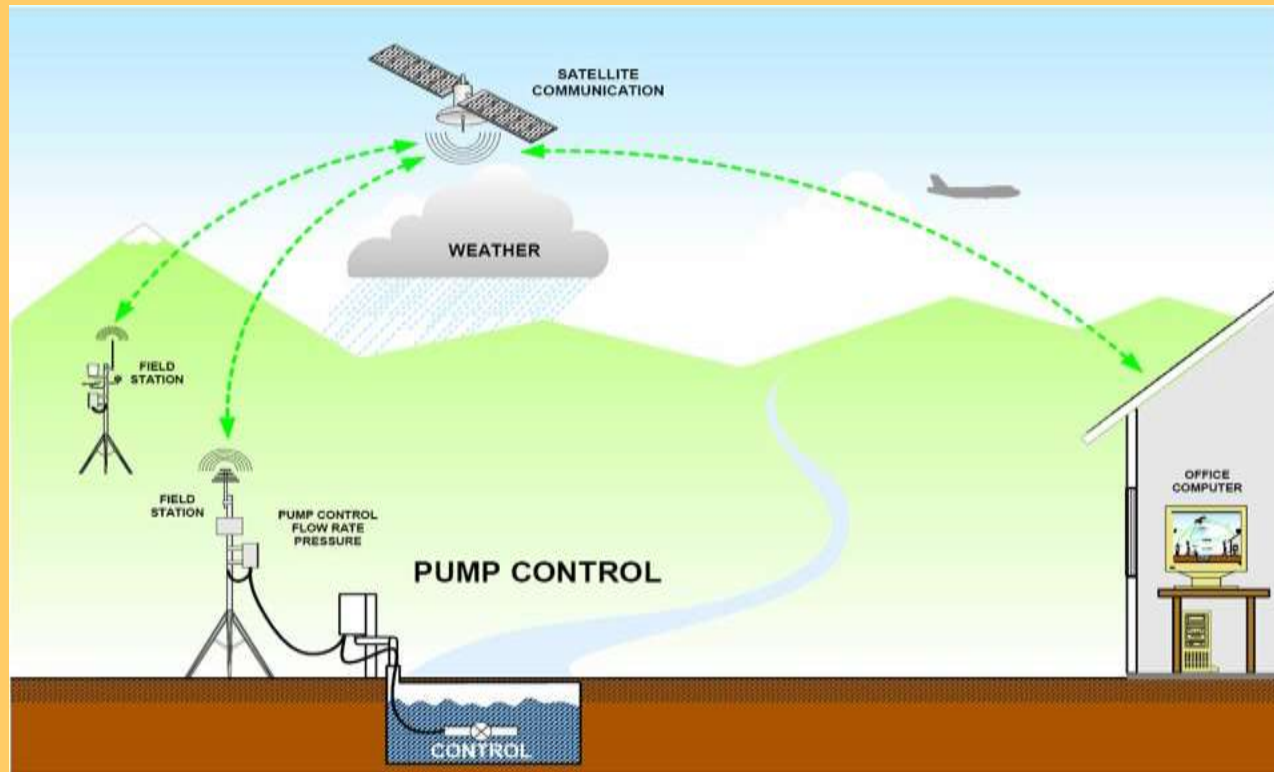 SATELLITE
COMMUNICATION
WEATHER
FIELD
STATION
FIELD
STATION
PUMP CONTROL
FLOW RATE
PRESSURE
PUMP CONTROL
OFFICE
COMPUTER
CONTROL